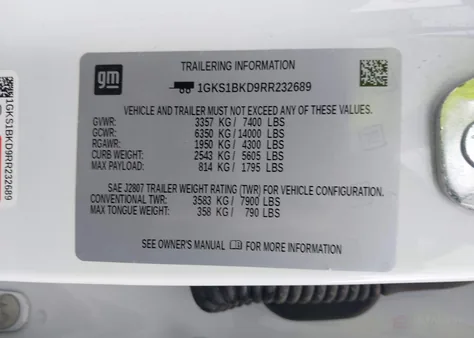 gm
TRAILERING INFORMATION
1GKS1BKD9RR232689
VEHICLE AND TRAILER MUST NOT EXCEED ANY OF THESE VALUES.
GVWR: 3357 KG / 7400 LBS
GCWR: 6350 KG / 14000 LBS
RGAWR: 1950 KG / 4300 LBS
CURB WEIGHT: 2543 KG / 5605 LBS
MAX PAYLOAD: 814 KG / 1795 LBS
SAE J2807 TRAILER WEIGHT RATING (TWR) FOR VEHICLE CONFIGURATION.
CONVENTIONAL TWR: 3583 KG / 7900 LBS
MAX TONGUE WEIGHT: 358 KG / 790 LBS
SEE OWNER'S MANUAL FOR MORE INFORMATION
1GKS1BKD9RR232689